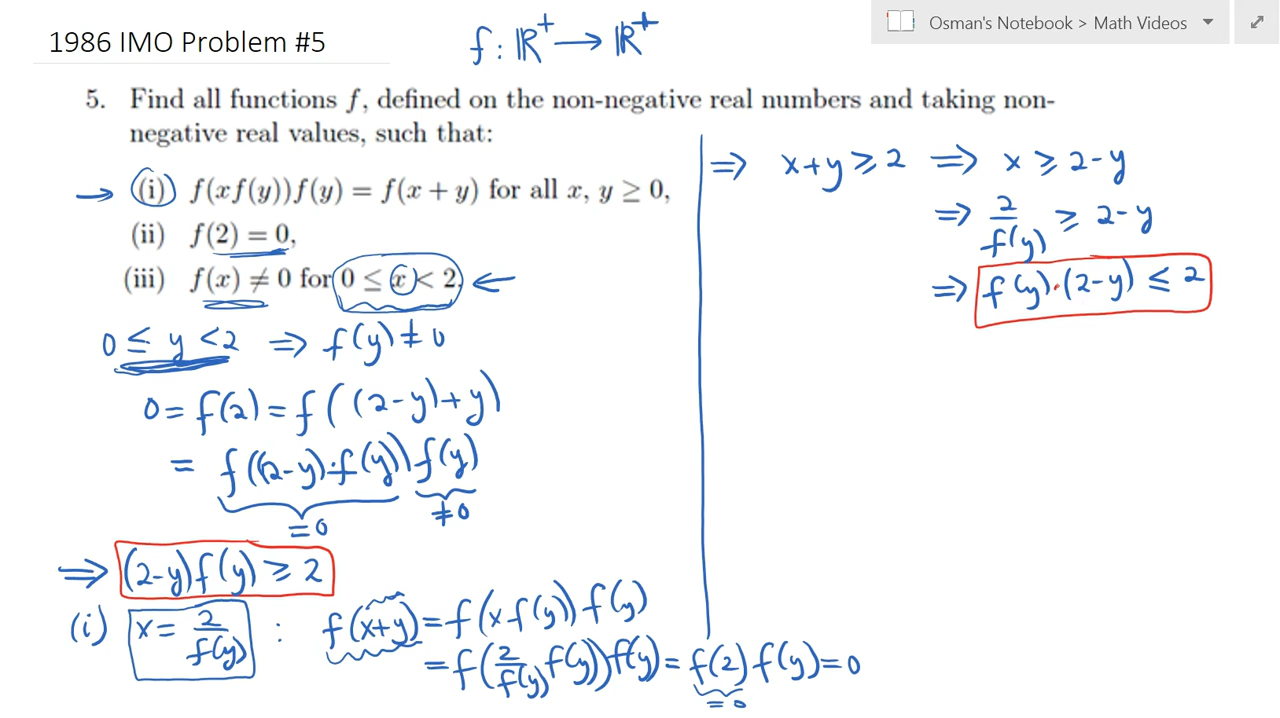 1986 IMO Problem #5
f : ℝ⁺ → ℝ⁺
Osman's Notebook > Math Videos
5. Find all functions f, defined on the non-negative real numbers and taking non-
negative real values, such that:
→ (i) f(xf(y))f(y) = f(x + y) for all x, y ≥ 0,
(ii) f(2) = 0,
(iii) f(x) ≠ 0 for 0 ≤ x < 2. ←
0 ≤ y < 2 ⇒ f(y) ≠ 0
0 = f(2) = f((2-y)+y)
= f((2-y)·f(y)) f(y)
= 0 ≠ 0
⇒ (2-y)f(y) ≥ 2
(i) x = 2/f(y) : f(x+y) = f(x f(y)) f(y)
= f(2/f(y) f(y)) f(y) = f(2) f(y) = 0
= 0
⇒ x+y ≥ 2 ⇒ x ≥ 2-y
⇒ 2/f(y) ≥ 2-y
⇒ f(y)·(2-y) ≤ 2